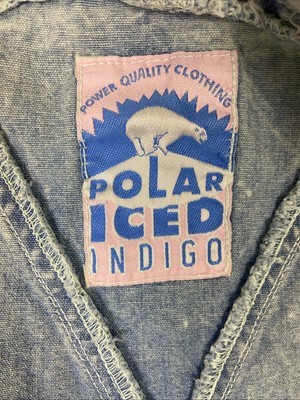 POWER QUALITY CLOTHING
POLAR
ICED
INDIGO